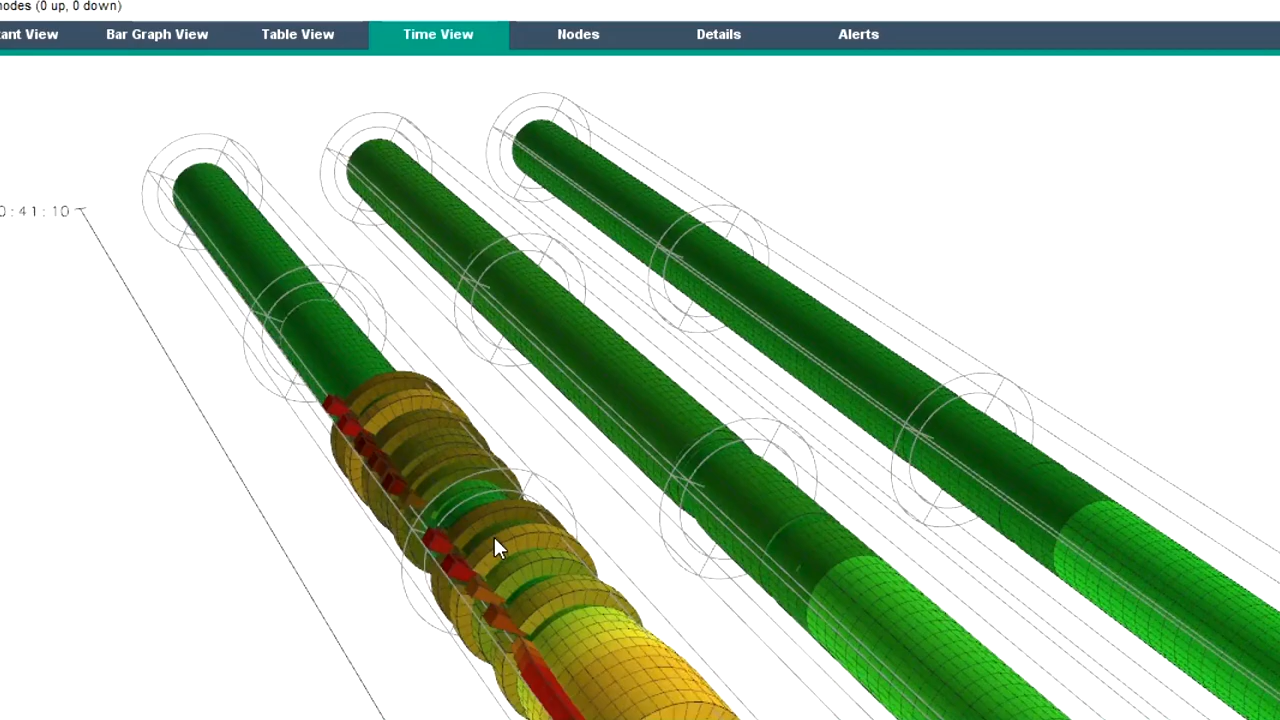 nodes (0 up, 0 down)
ant View Bar Graph View Table View Time View Nodes Details Alerts
0:41:10